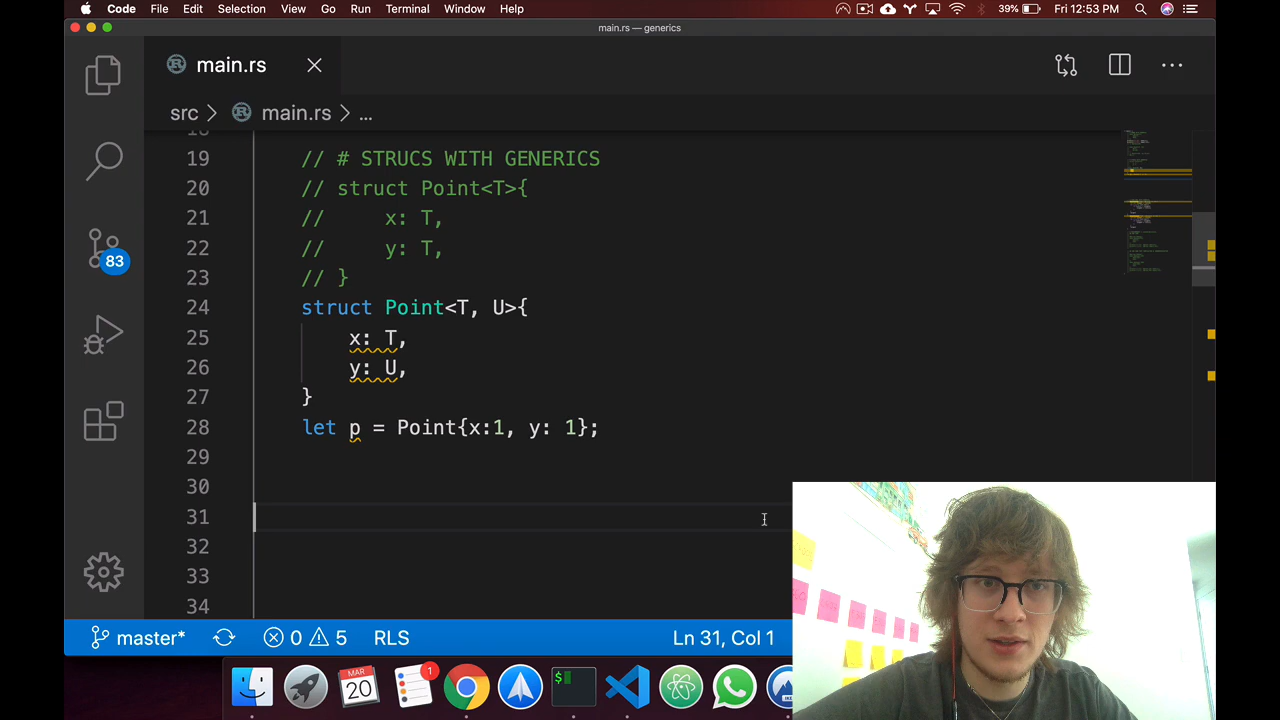 Code File Edit Selection View Go Run Terminal Window Help 39% Fri 12:53 PM
main.rs — generics
main.rs
src > main.rs > ...
18
19 // # STRUCS WITH GENERICS
20 // struct Point<T>{
21 // x: T,
22 // y: T,
23 // }
24 struct Point<T, U>{
25 x: T,
26 y: U,
27 }
28 let p = Point{x:1, y: 1};
29
30
31
32
33
34
83
master* 0 5 RLS Ln 31, Col 1
MAR
20
1
$